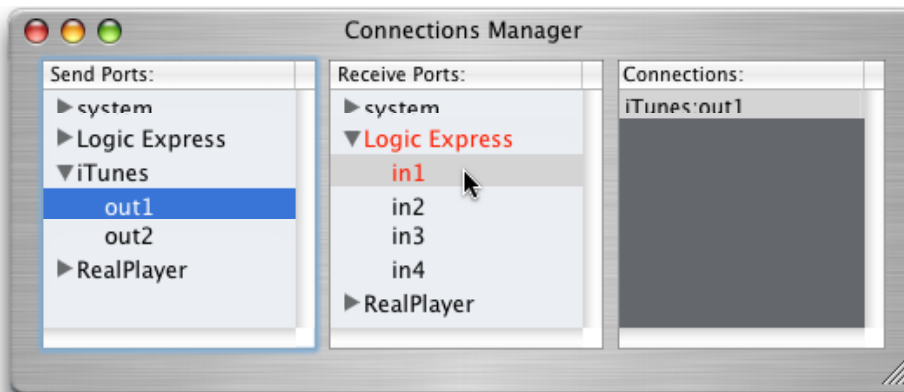 Connections Manager
Send Ports:
system
Logic Express
iTunes
out1
out2
RealPlayer
Receive Ports:
system
Logic Express
in1
in2
in3
in4
RealPlayer
Connections:
iTunes:out1